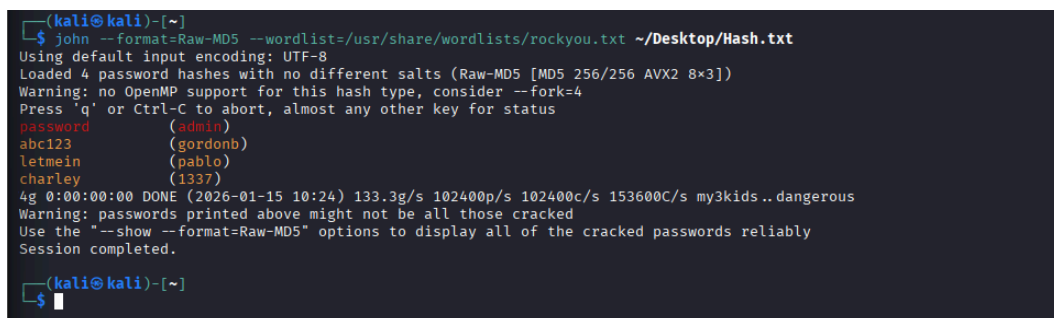 ┌──(kali㉿kali)-[~]
└─$ john --format=Raw-MD5 --wordlist=/usr/share/wordlists/rockyou.txt ~/Desktop/Hash.txt
Using default input encoding: UTF-8
Loaded 4 password hashes with no different salts (Raw-MD5 [MD5 256/256 AVX2 8×3])
Warning: no OpenMP support for this hash type, consider --fork=4
Press 'q' or Ctrl-C to abort, almost any other key for status
password         (admin)
abc123           (gordonb)
letmein          (pablo)
charley          (1337)
4g 0:00:00:00 DONE (2026-01-15 10:24) 133.3g/s 102400p/s 102400c/s 153600C/s my3kids..dangerous
Warning: passwords printed above might not be all those cracked
Use the "--show --format=Raw-MD5" options to display all of the cracked passwords reliably
Session completed.
┌──(kali㉿kali)-[~]
└─$